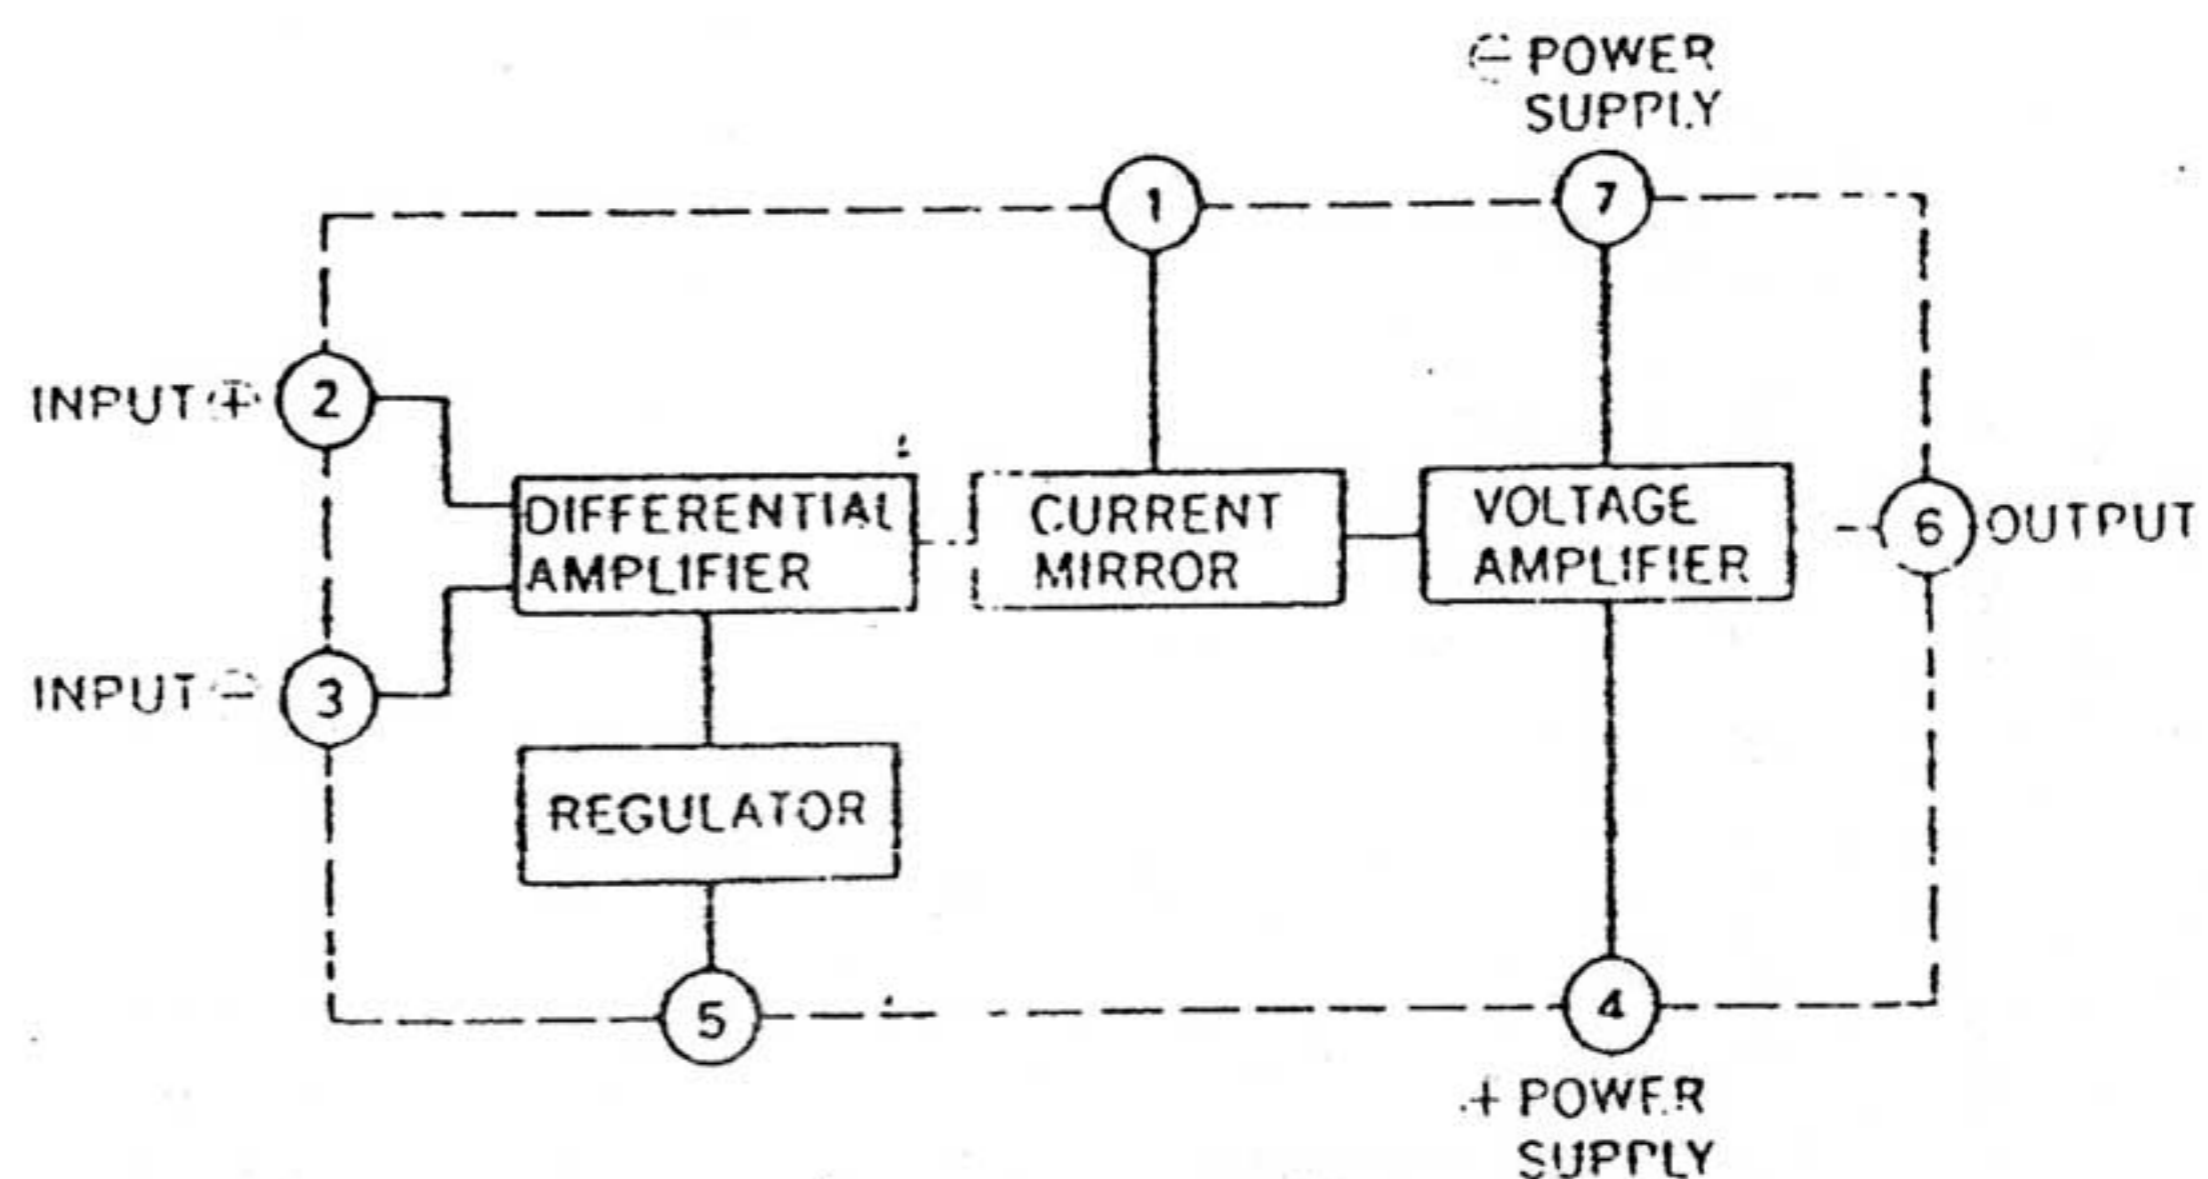 ⊖ POWER
SUPPLY
1
7
INPUT ⊕ 2
DIFFERENTIAL
AMPLIFIER
CURRENT
MIRROR
VOLTAGE
AMPLIFIER
6 OUTPUT
INPUT ⊖ 3
REGULATOR
5
4
+ POWER
SUPPLY